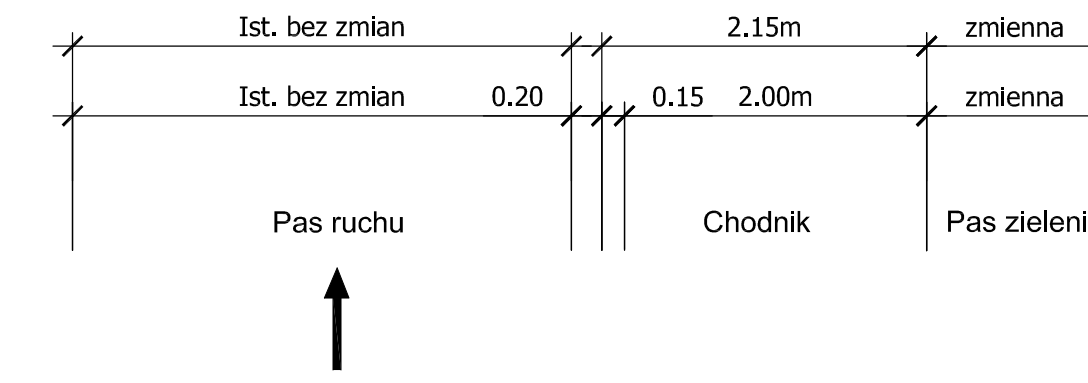 Ist. bez zmian 2.15m zmienna
Ist. bez zmian 0.20 0.15 2.00m zmienna
Pas ruchu Chodnik Pas zieleni